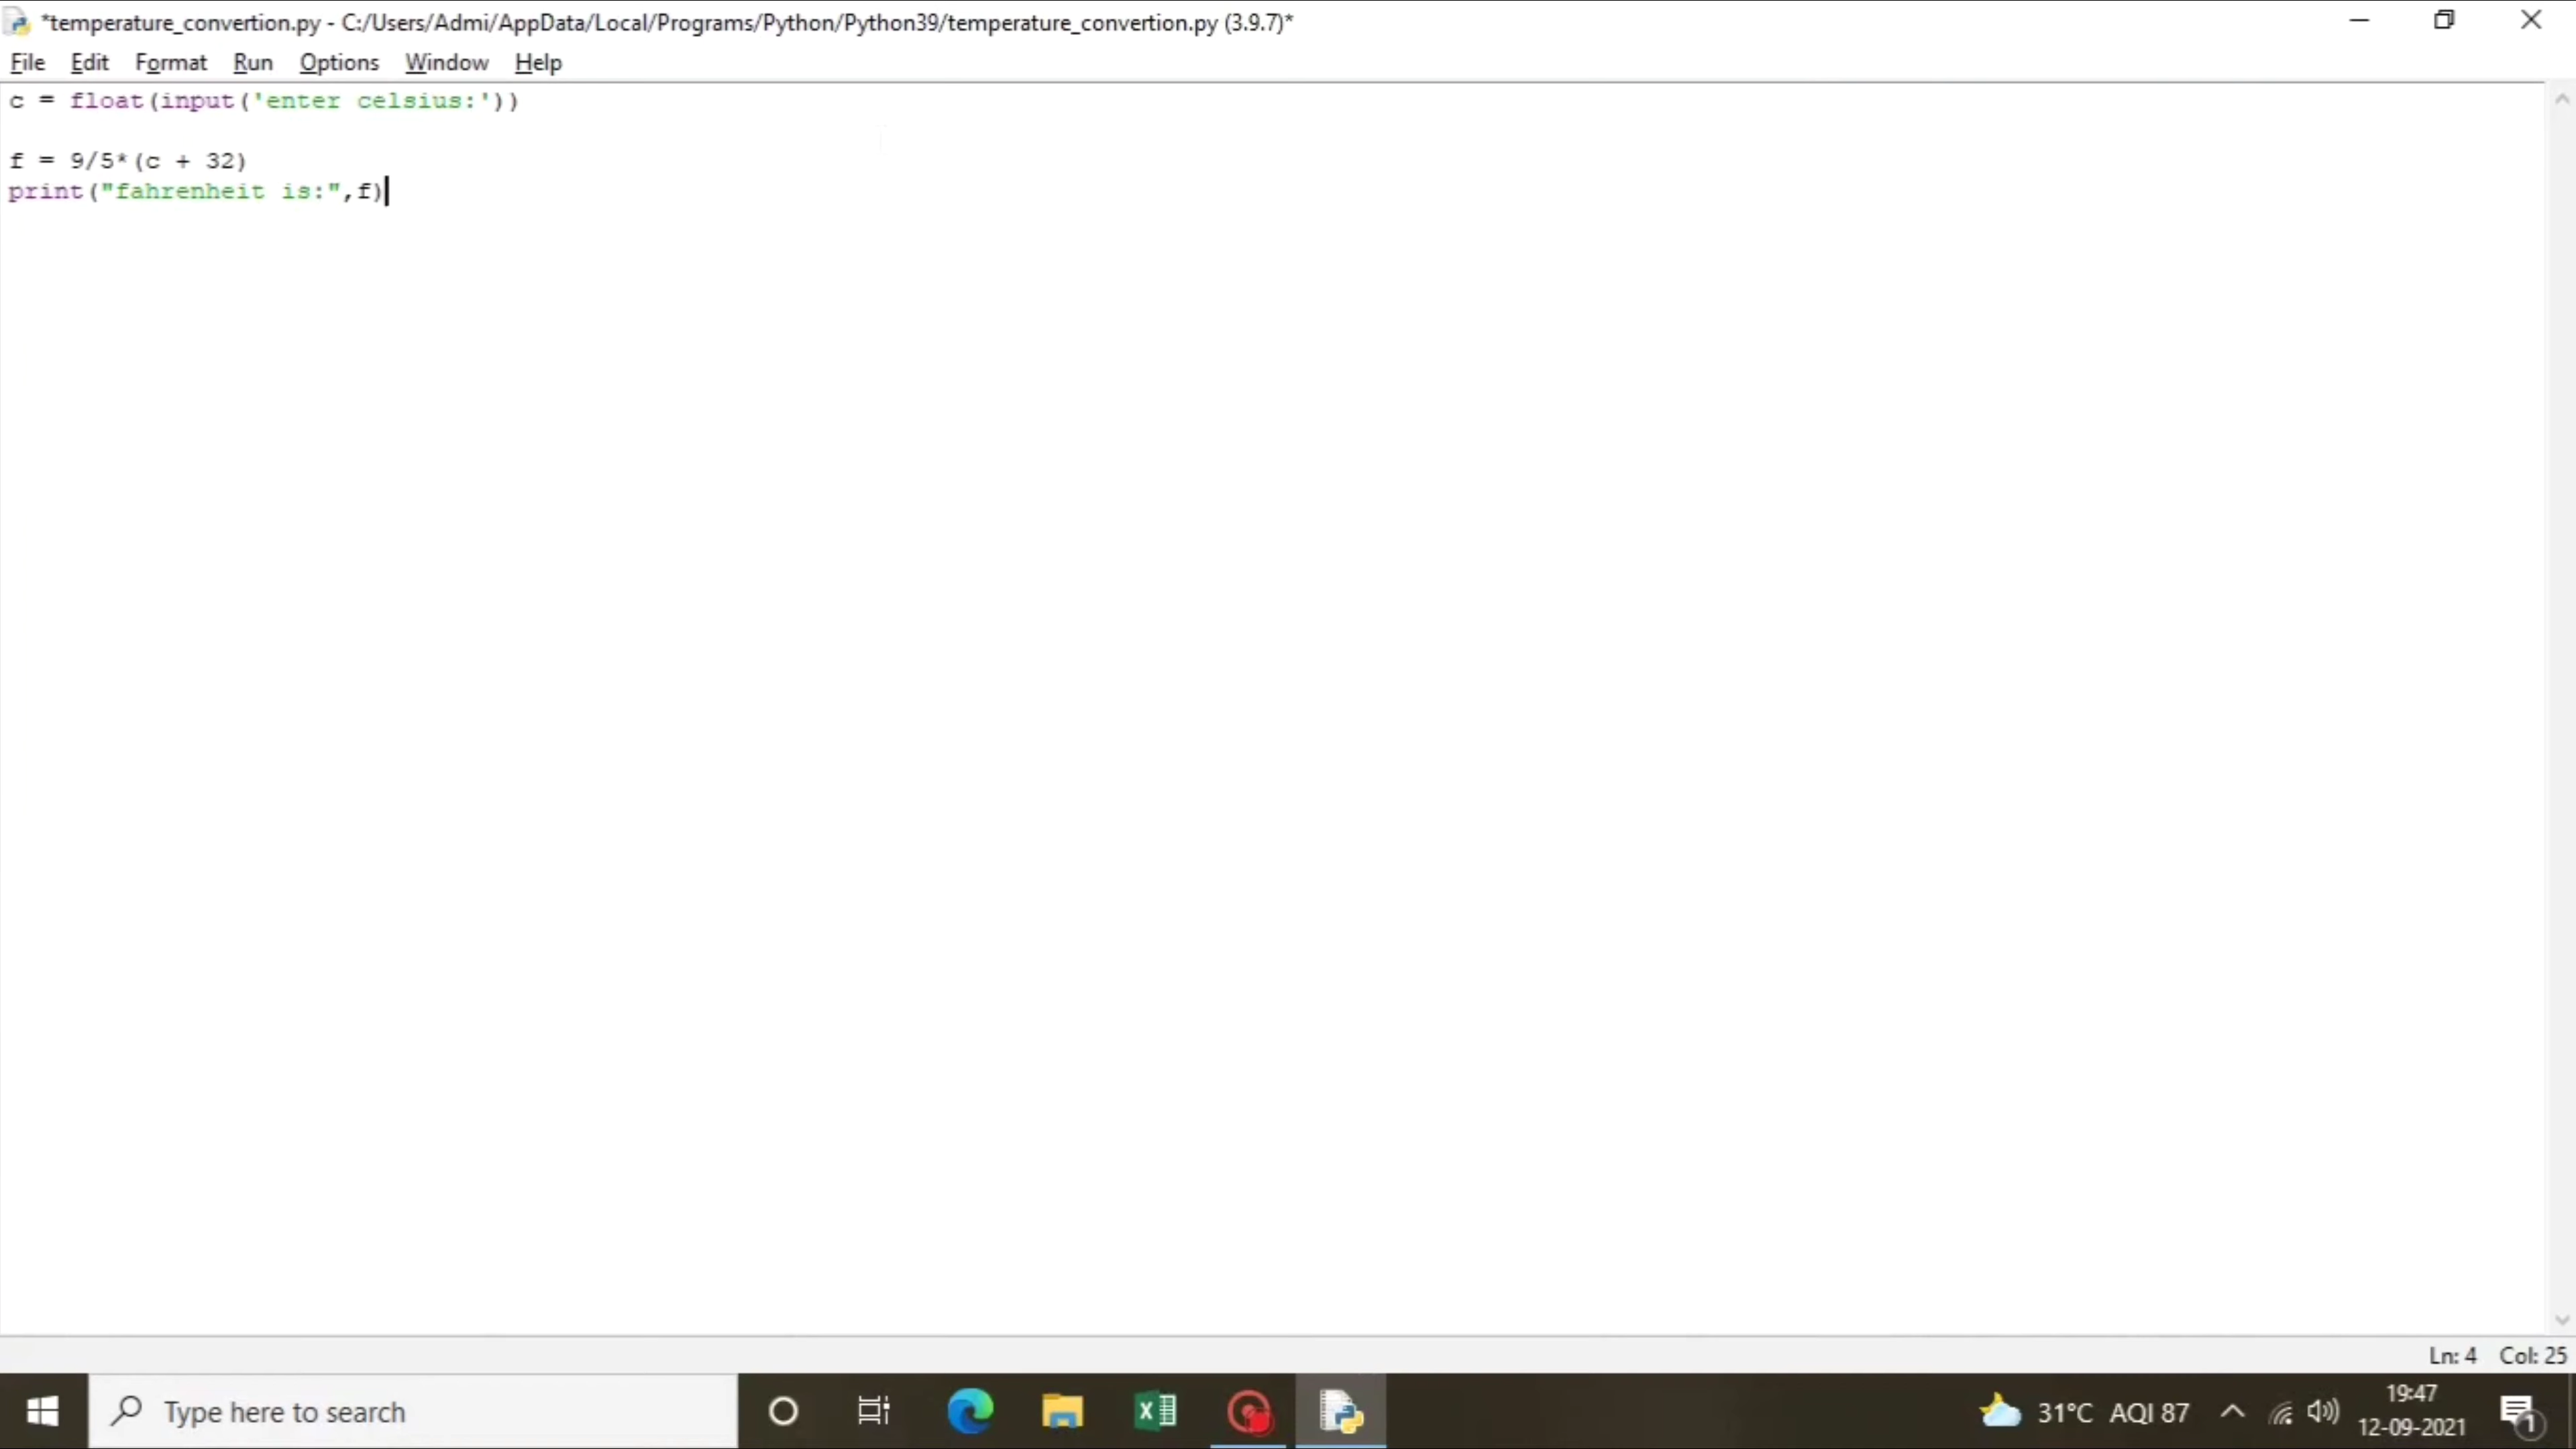 *temperature_convertion.py - C:/Users/Admi/AppData/Local/Programs/Python/Python39/temperature_convertion.py (3.9.7)*
File Edit Format Run Options Window Help
c = float(input('enter celsius:'))
f = 9/5*(c + 32)
print("fahrenheit is:",f)
Ln: 4 Col: 25
Type here to search
31°C AQI 87
19:47
12-09-2021
1